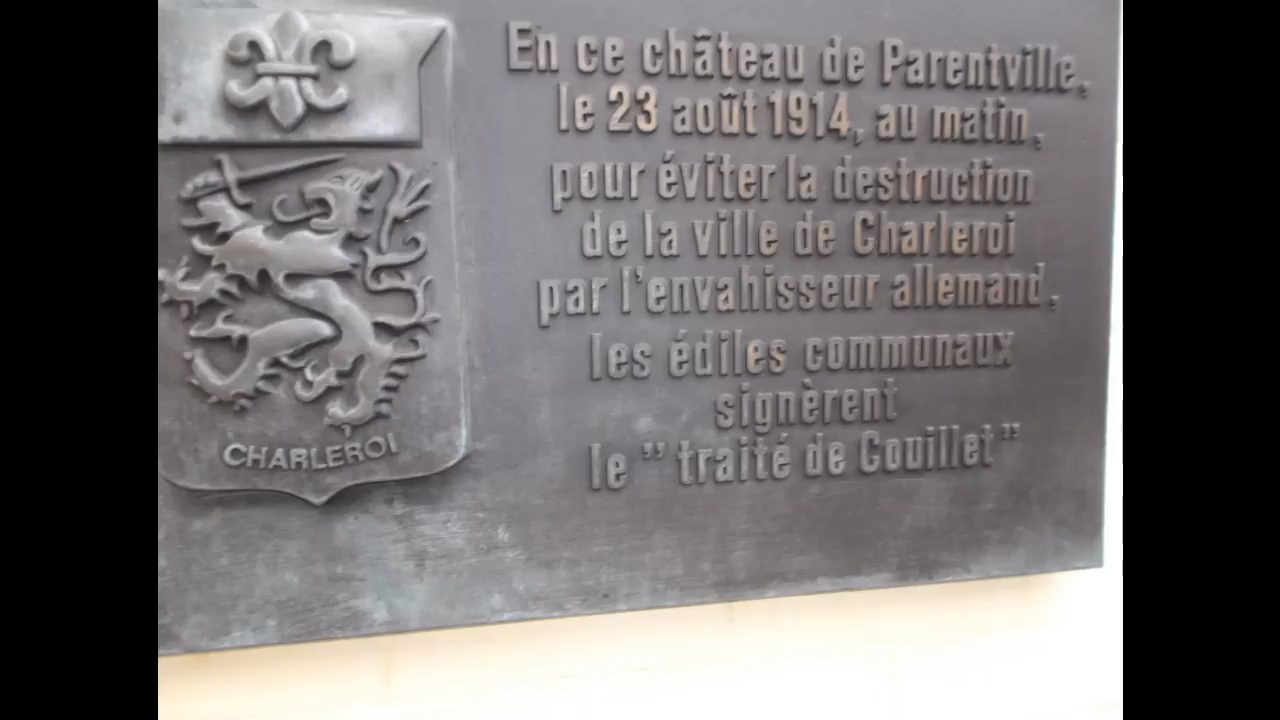 En ce château de Parentville,
le 23 août 1914, au matin,
pour éviter la destruction
de la ville de Charleroi
par l'envahisseur allemand,
les édiles communaux
signèrent
le " traité de Couillet"
CHARLEROI